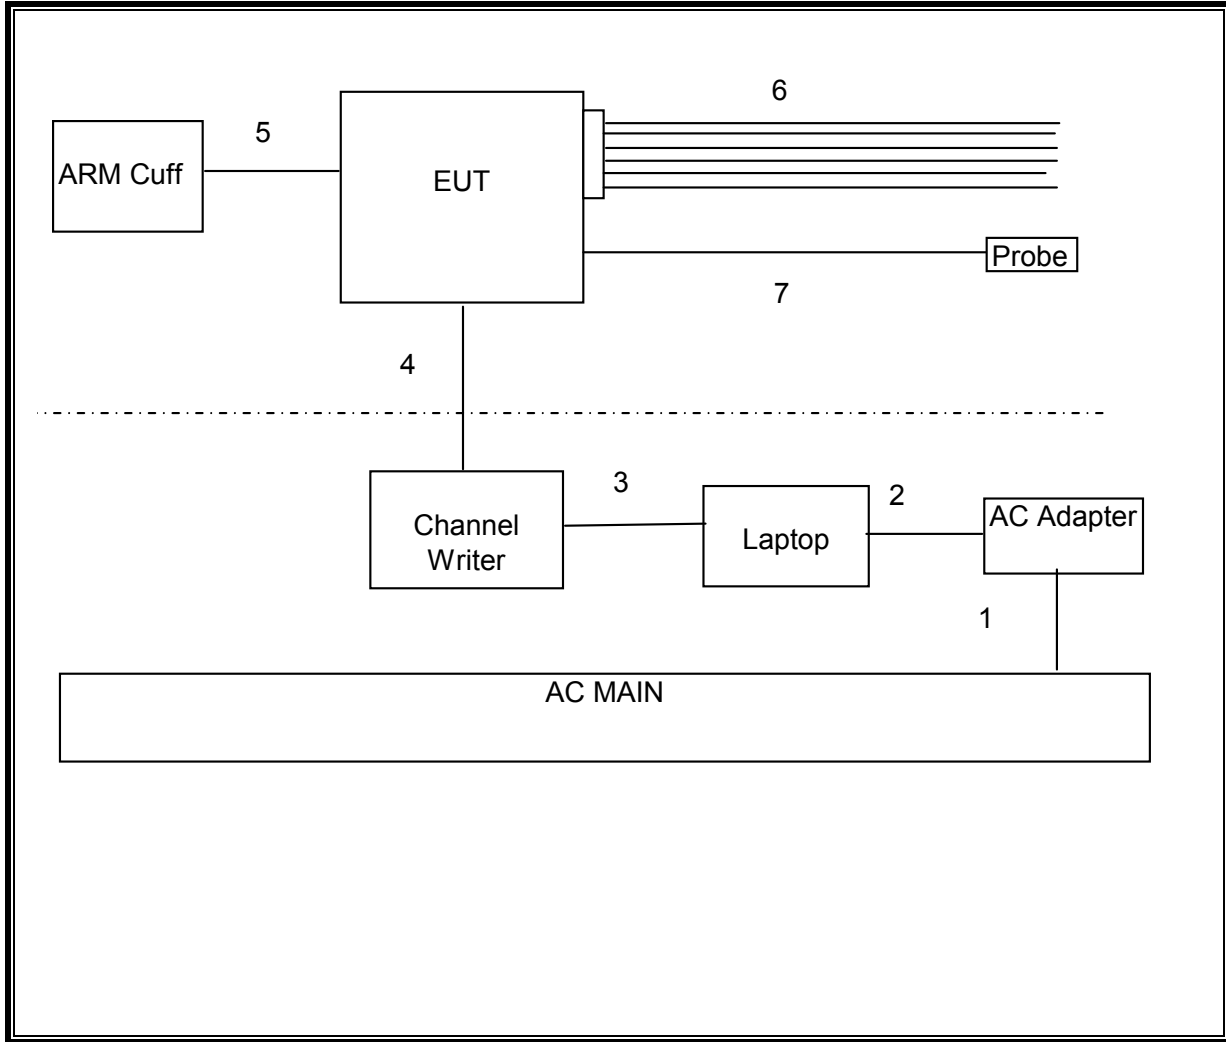 6
5
ARM Cuff
EUT
Probe
7
4
3
2
Channel
Writer
Laptop
AC Adapter
1
AC MAIN